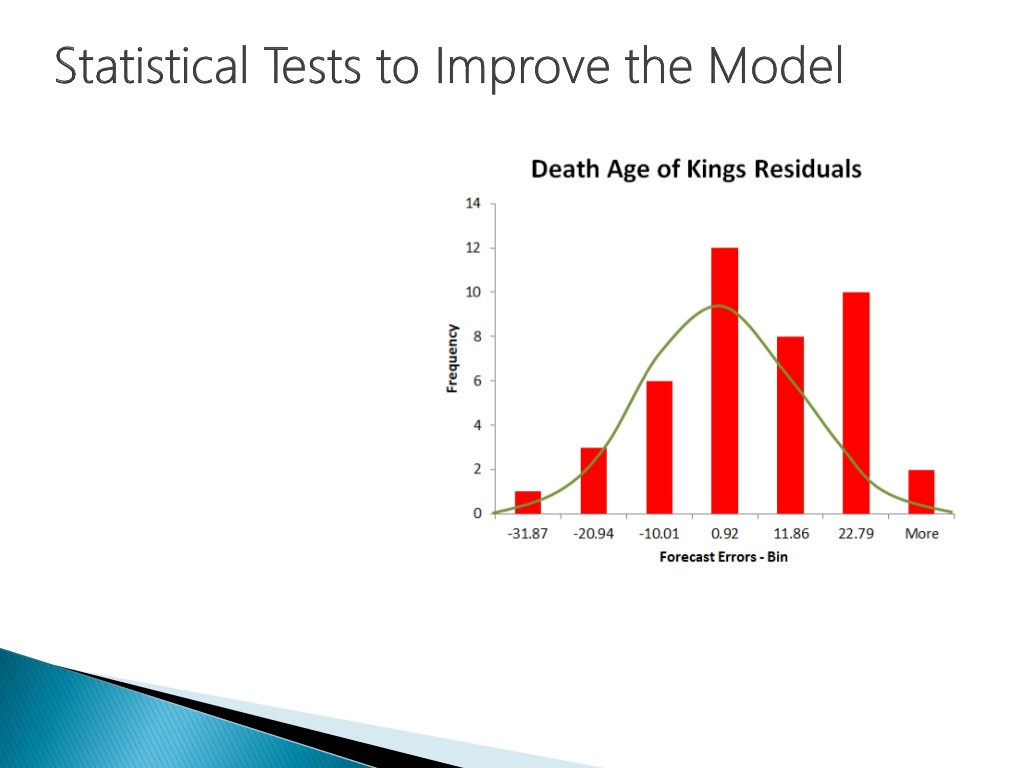 Statistical Tests to Improve the Model
Death Age of Kings Residuals
14
12
10
8
6
4
2
0
Frequency
-31.87 -20.94 -10.01 0.92 11.86 22.79 More
Forecast Errors - Bin